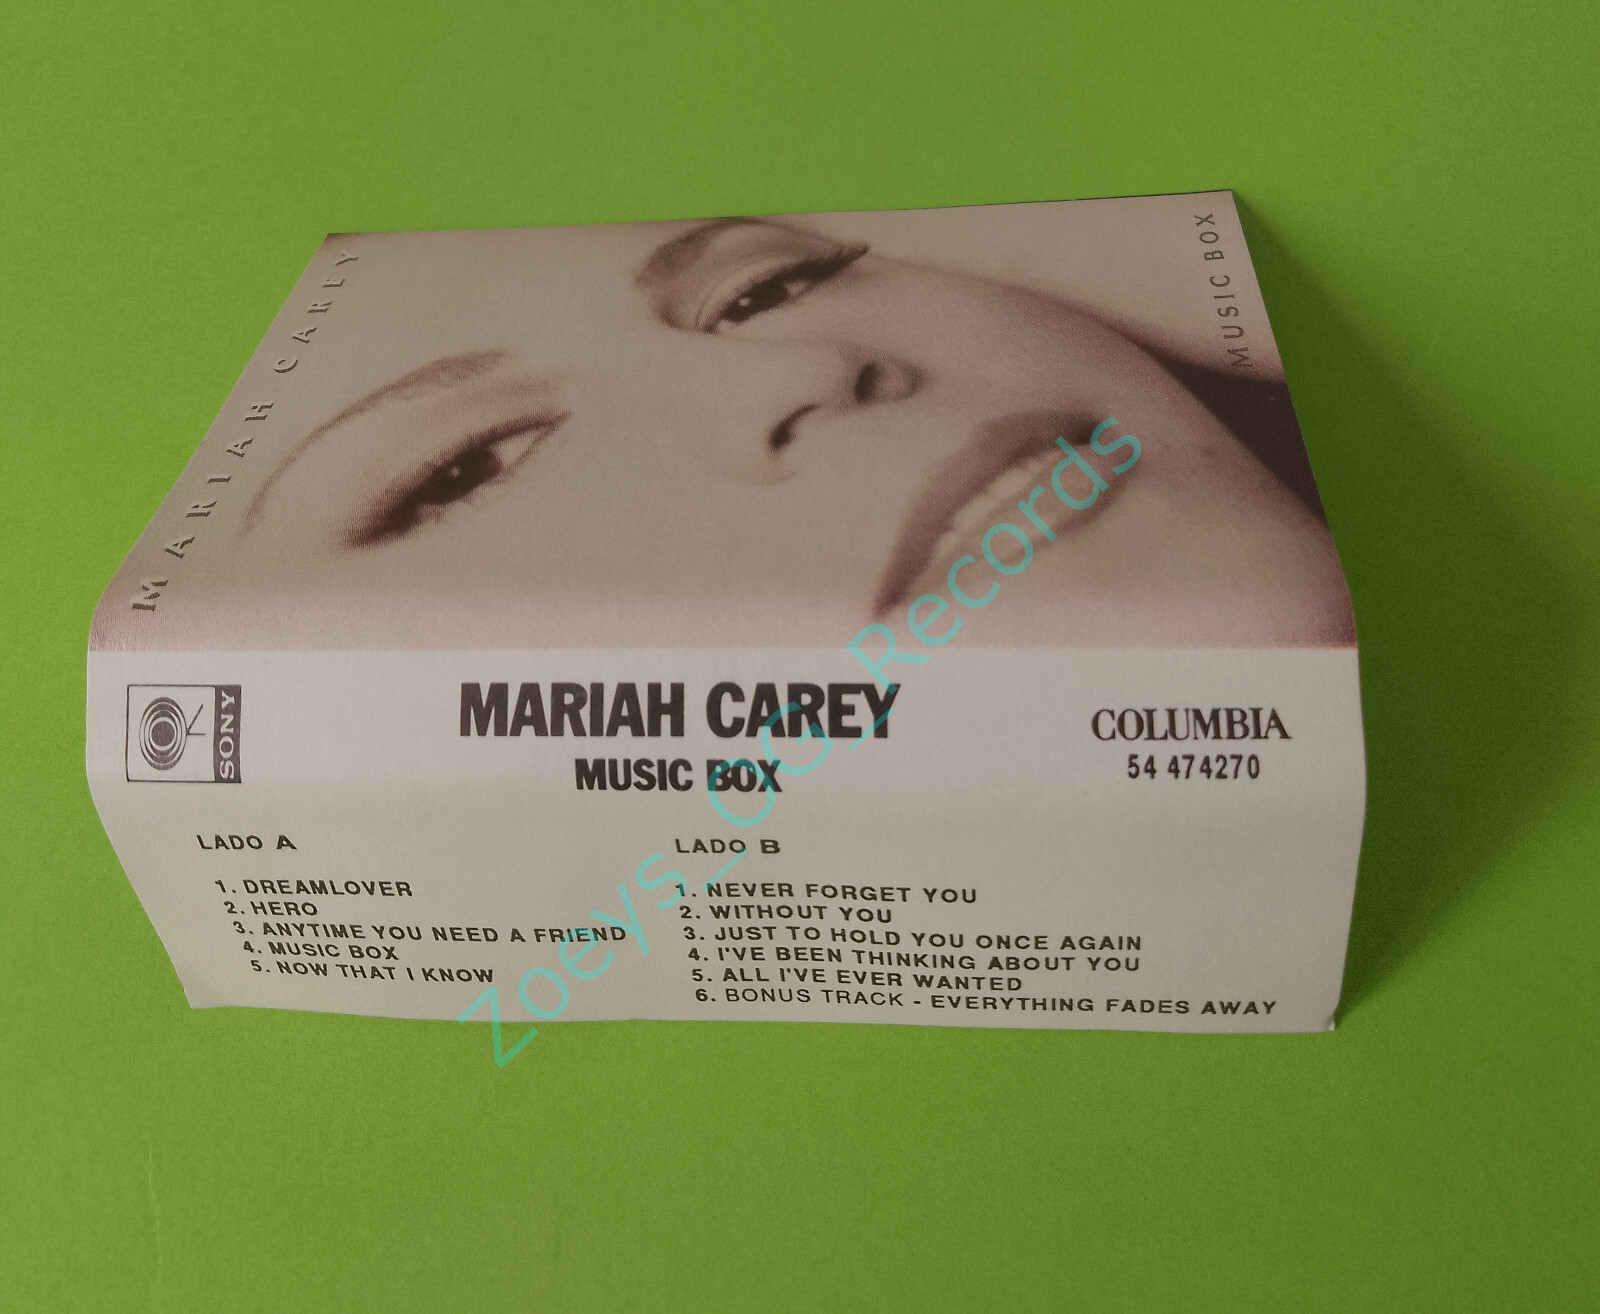 MARIAH CAREY
MUSIC BOX
SONY
MARIAH CAREY
MUSIC BOX
COLUMBIA
54 474270
LADO A
1. DREAMLOVER
2. HERO
3. ANYTIME YOU NEED A FRIEND
4. MUSIC BOX
5. NOW THAT I KNOW
LADO B
1. NEVER FORGET YOU
2. WITHOUT YOU
3. JUST TO HOLD YOU ONCE AGAIN
4. I'VE BEEN THINKING ABOUT YOU
5. ALL I'VE EVER WANTED
6. BONUS TRACK - EVERYTHING FADES AWAY
Zoeys_OG_Records